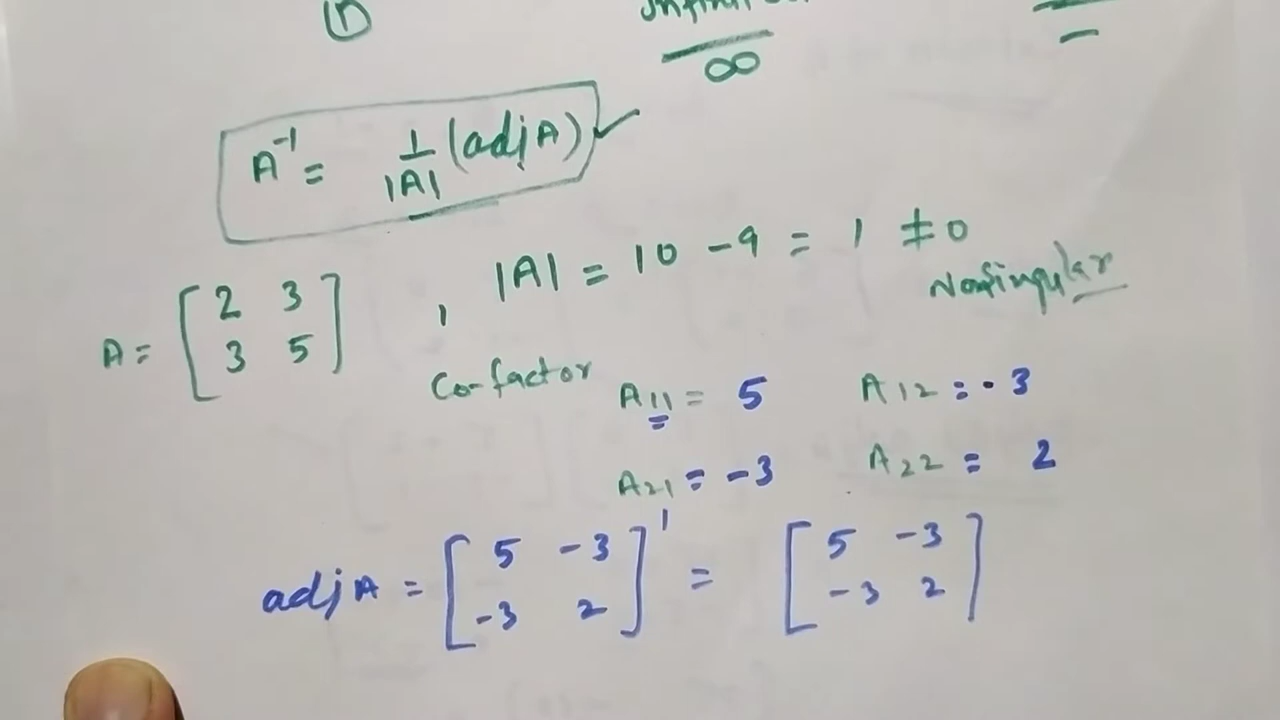 ①
∞
A⁻¹ = 1/|A| (adj A) ✓
A = [2 3; 3 5] , |A| = 10 - 9 = 1 ≠ 0
Nonsingular
Co-factor A₁₁ = 5 A₁₂ = -3
A₂₁ = -3 A₂₂ = 2
adj A = [5 -3; -3 2]' = [5 -3; -3 2]